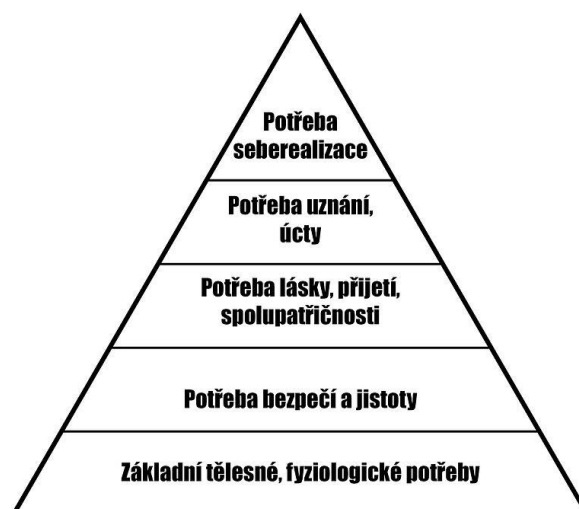 Potřeba
seberealizace
Potřeba uznání,
úcty
Potřeba lásky, přijetí,
spolupatřičnosti
Potřeba bezpečí a jistoty
Základní tělesné, fyziologické potřeby